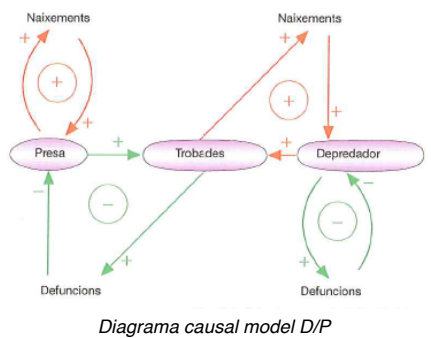 Naixements
Naixements
+
+
+
+
+
+
+
+
Presa
Trobades
Depredador
−
−
−
+
−
+
Defuncions
Defuncions
Diagrama causal model D/P